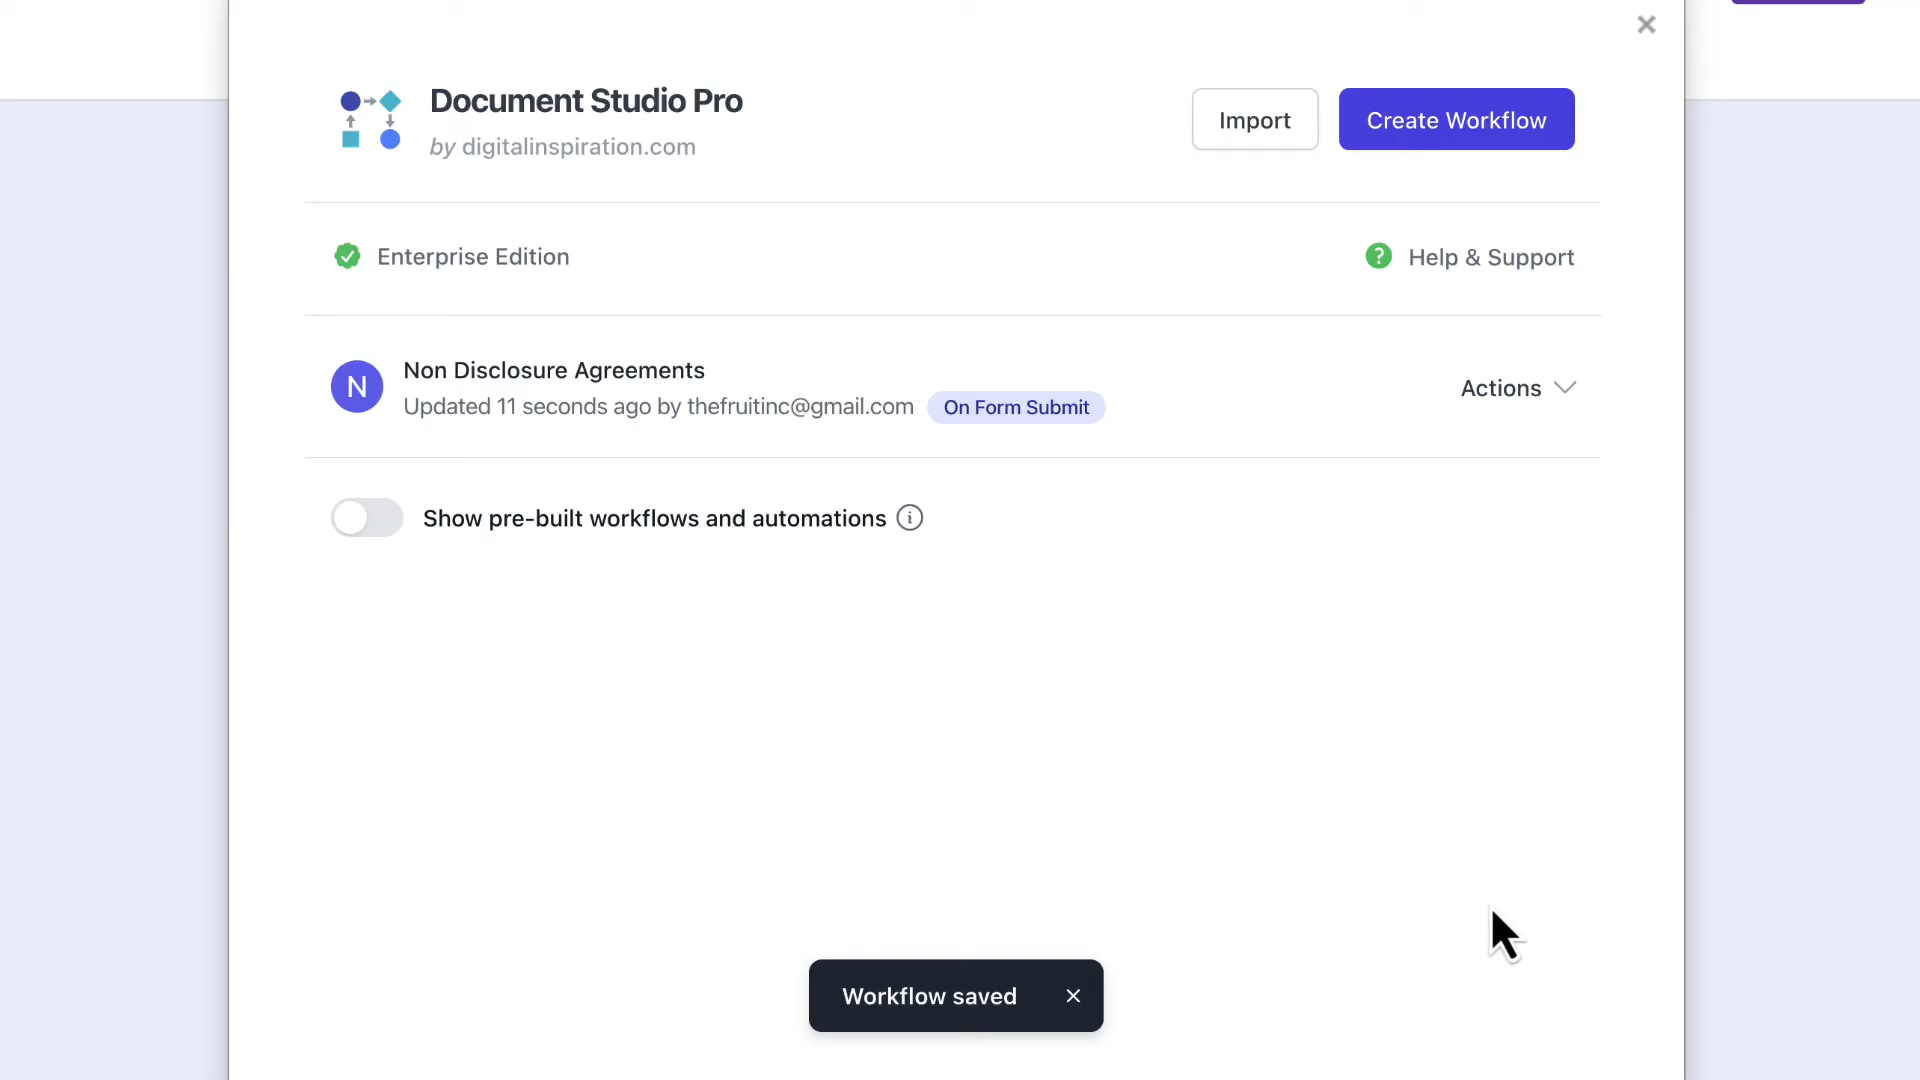 Document Studio Pro
by digitalinspiration.com
Import
Create Workflow
Enterprise Edition
? Help & Support
N
Non Disclosure Agreements
Updated 11 seconds ago by thefruitinc@gmail.com
On Form Submit
Actions
Show pre-built workflows and automations
Workflow saved